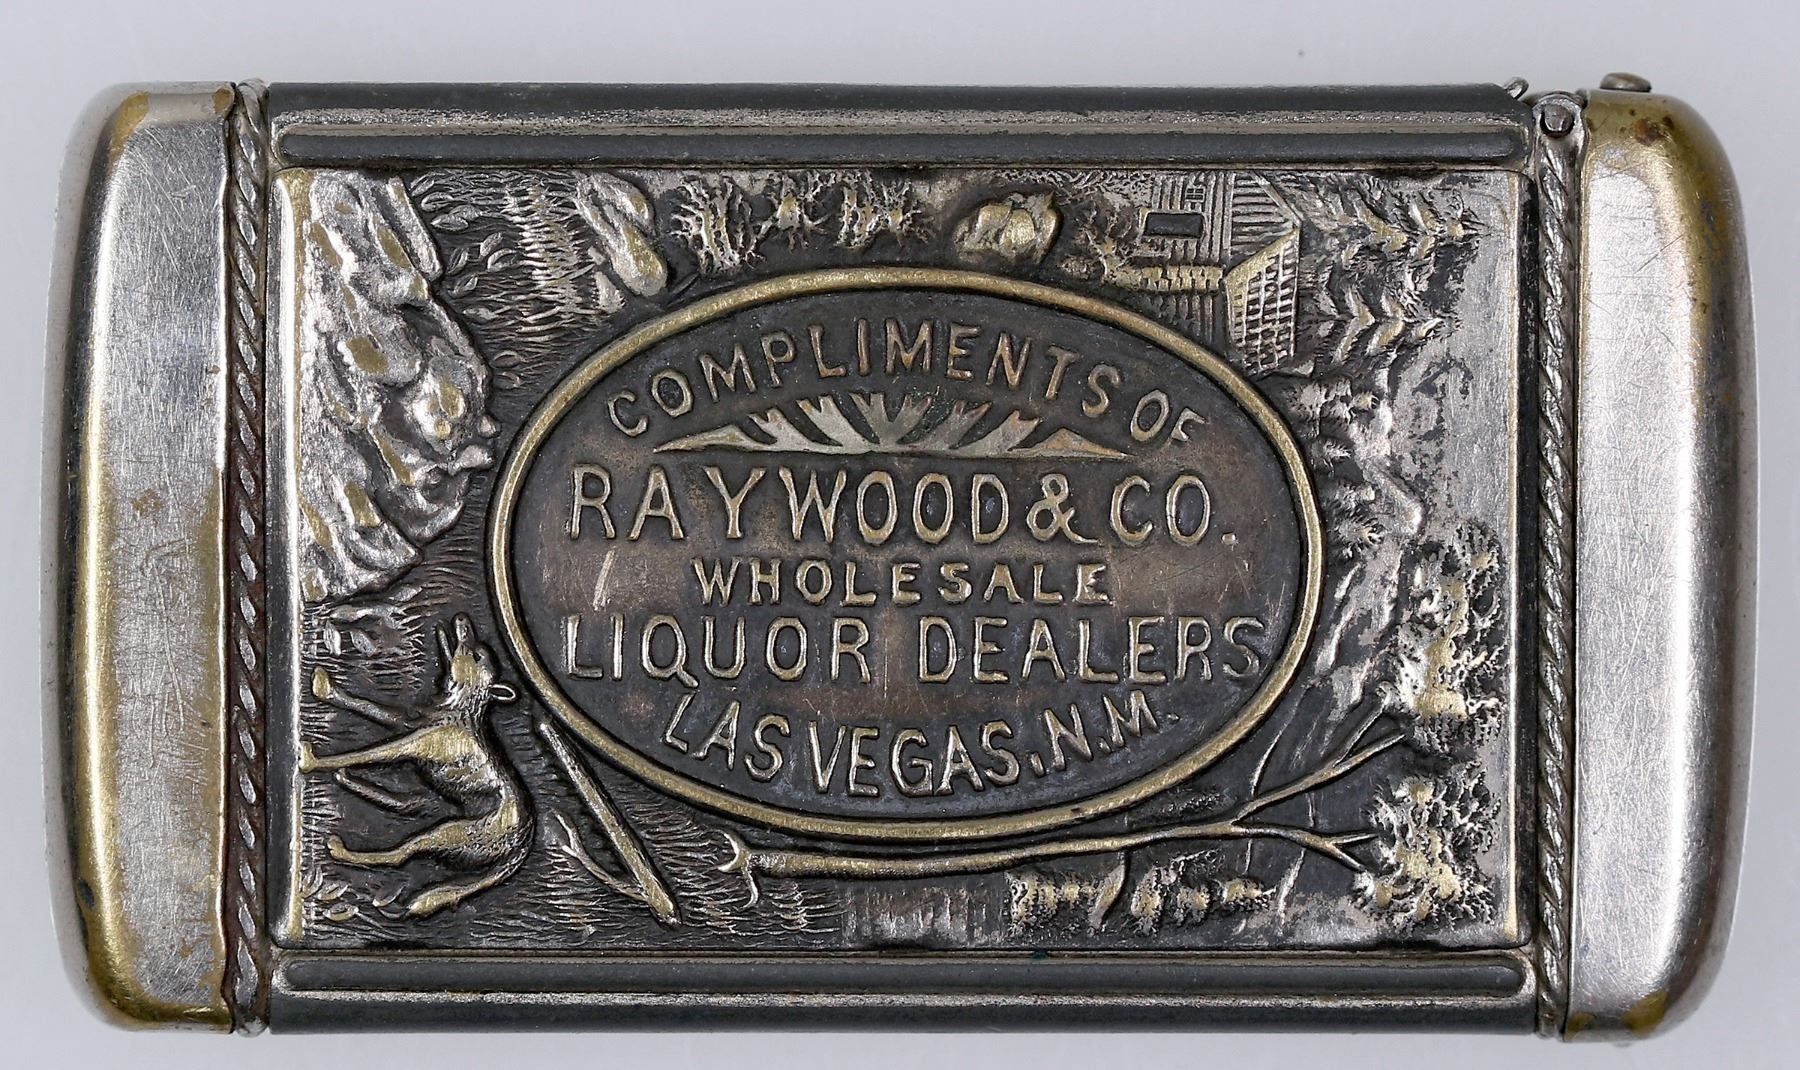 COMPLIMENTS OF
RAYWOOD & CO.
WHOLESALE
LIQUOR DEALERS
LAS VEGAS, N.M.